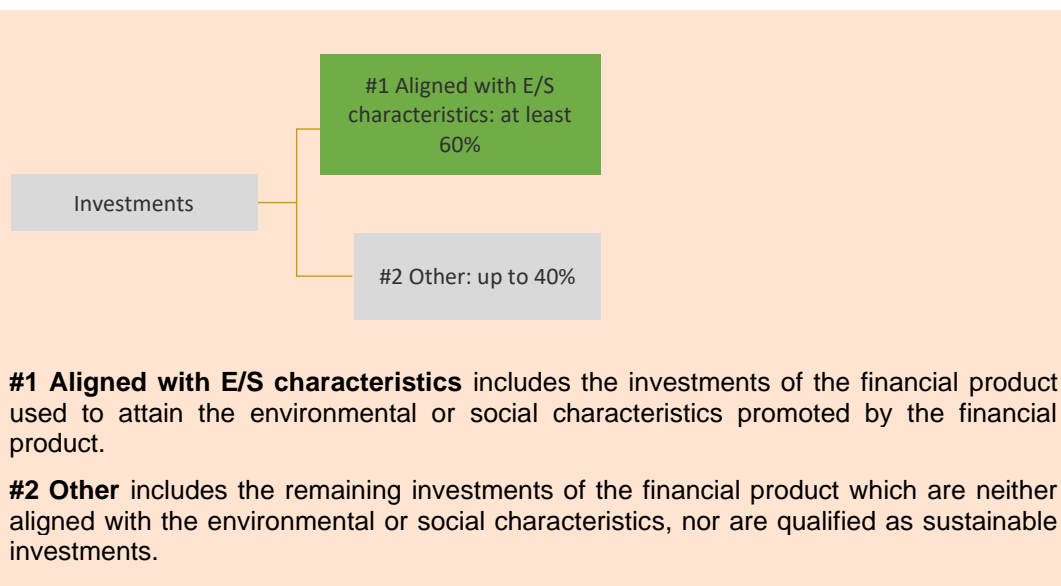 #1 Aligned with E/S
characteristics: at least
60%
Investments
#2 Other: up to 40%
#1 Aligned with E/S characteristics includes the investments of the financial product
used to attain the environmental or social characteristics promoted by the financial
product.
#2 Other includes the remaining investments of the financial product which are neither
aligned with the environmental or social characteristics, nor are qualified as sustainable
investments.